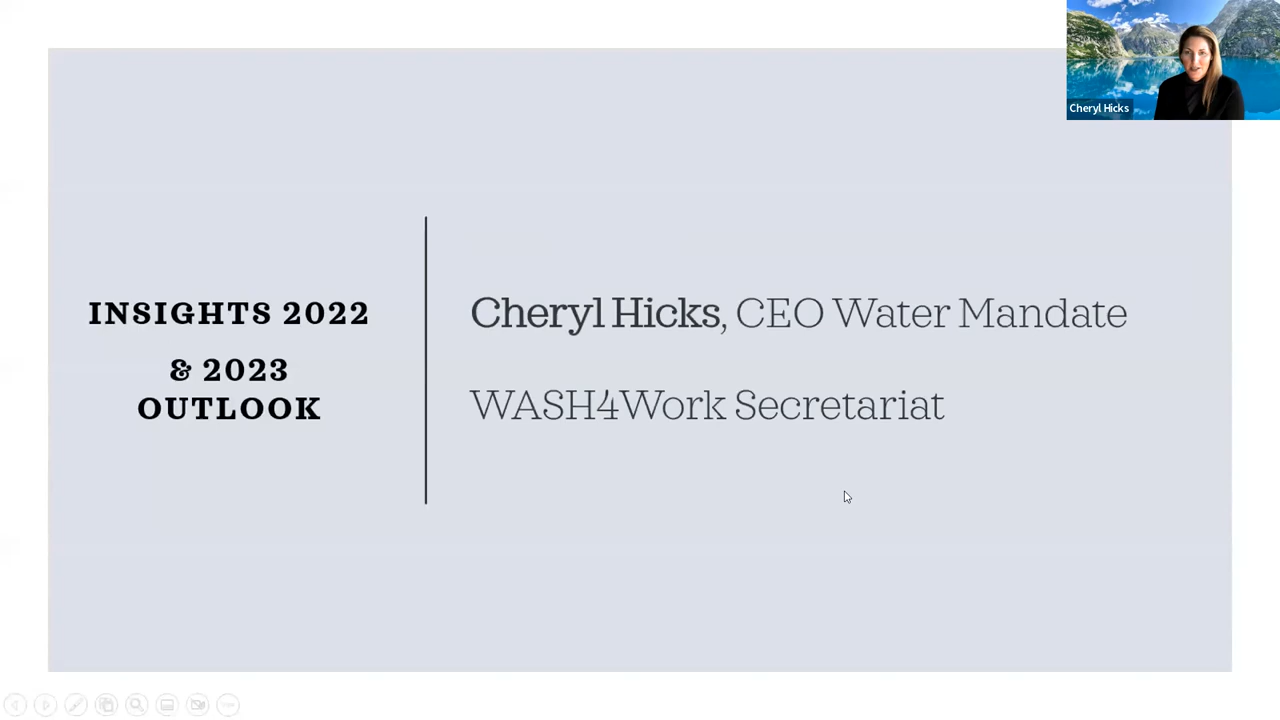 INSIGHTS 2022
& 2023
OUTLOOK
Cheryl Hicks, CEO Water Mandate
WASH4Work Secretariat
Cheryl Hicks